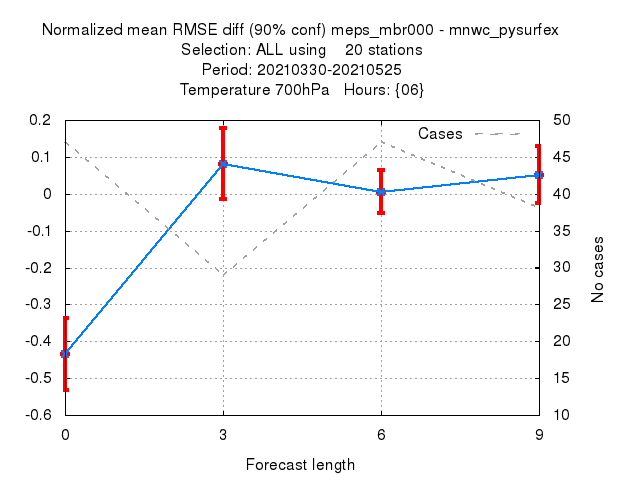 Normalized mean RMSE diff (90% conf) meps_mbr000 - mnwc_pysurfex
Selection: ALL using 20 stations
Period: 20210330-20210525
Temperature 700hPa Hours: {06}
0.2 50
Cases
0.1 45
0 40
-0.1 35
-0.2 30
-0.3 25
-0.4 20
-0.5 15
-0.6 10
No cases
0 3 6 9
Forecast length